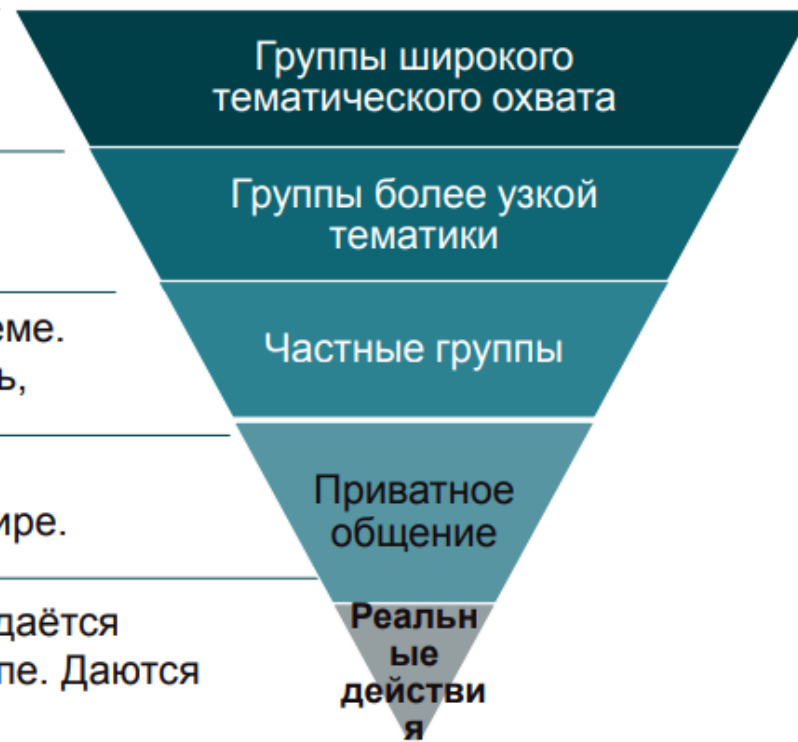 Группы широкого
тематического охвата
Группы более узкой
тематики
еме.
ь,
Частные группы
Приватное
общение
ире.
даётся
пе. Даются
Реальн
ые
действи
я